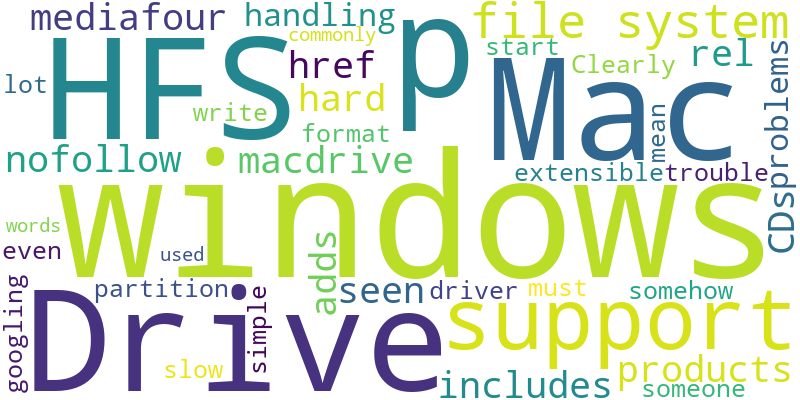 mediafour
handling
file system
commonly
HFS
p
start
Clearly
rel
href
Mac
lot
hard
write
format
mean
CDsproblems
nofollow
macdrive
extensible
trouble
windows
words
even
used
adds
seen
driver
must
somehow
partition
googling
Drive
simple
support
slow
products
includes
someone